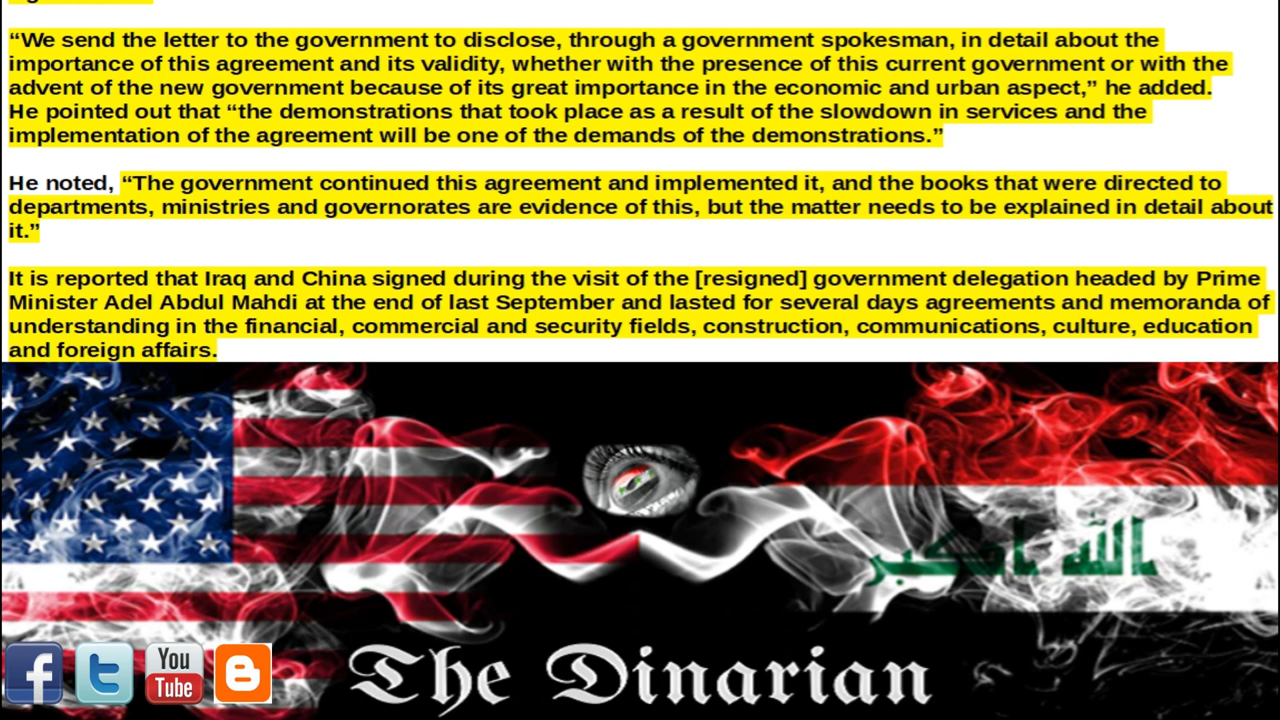 “We send the letter to the government to disclose, through a government spokesman, in detail about the
importance of this agreement and its validity, whether with the presence of this current government or with the
advent of the new government because of its great importance in the economic and urban aspect,” he added.
He pointed out that “the demonstrations that took place as a result of the slowdown in services and the
implementation of the agreement will be one of the demands of the demonstrations.”
He noted, “The government continued this agreement and implemented it, and the books that were directed to
departments, ministries and governorates are evidence of this, but the matter needs to be explained in detail about
it.”
It is reported that Iraq and China signed during the visit of the [resigned] government delegation headed by Prime
Minister Adel Abdul Mahdi at the end of last September and lasted for several days agreements and memoranda of
understanding in the financial, commercial and security fields, construction, communications, culture, education
and foreign affairs.
الله اكبر
You
Tube
The Dinarian